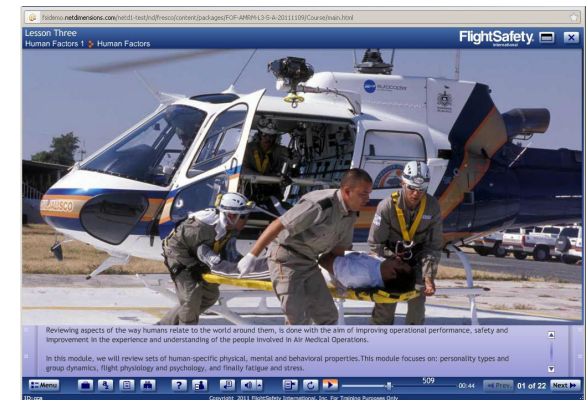 fsidemo.netdimensions.com/netd1-test/nd/fresco/content/packages/FOF-AMRM-L3-S-A-20111109/Course/main.html
Lesson Three
Human Factors 1 Human Factors
FlightSafety
international
Reviewing aspects of the way humans relate to the world around them, is done with the aim of improving operational performance, safety and
improvement in the experience and understanding of the people involved in Air Medical Operations.
In this module, we will review sets of human-specific physical, mental and behavioral properties.This module focuses on: personality types and
group dynamics, flight physiology and psychology, and finally fatigue and stress.
Menu
509
00:44
Prev
01 of 22
Next
Copyright 2011 FlightSafety International, Inc. For Training Purposes Only